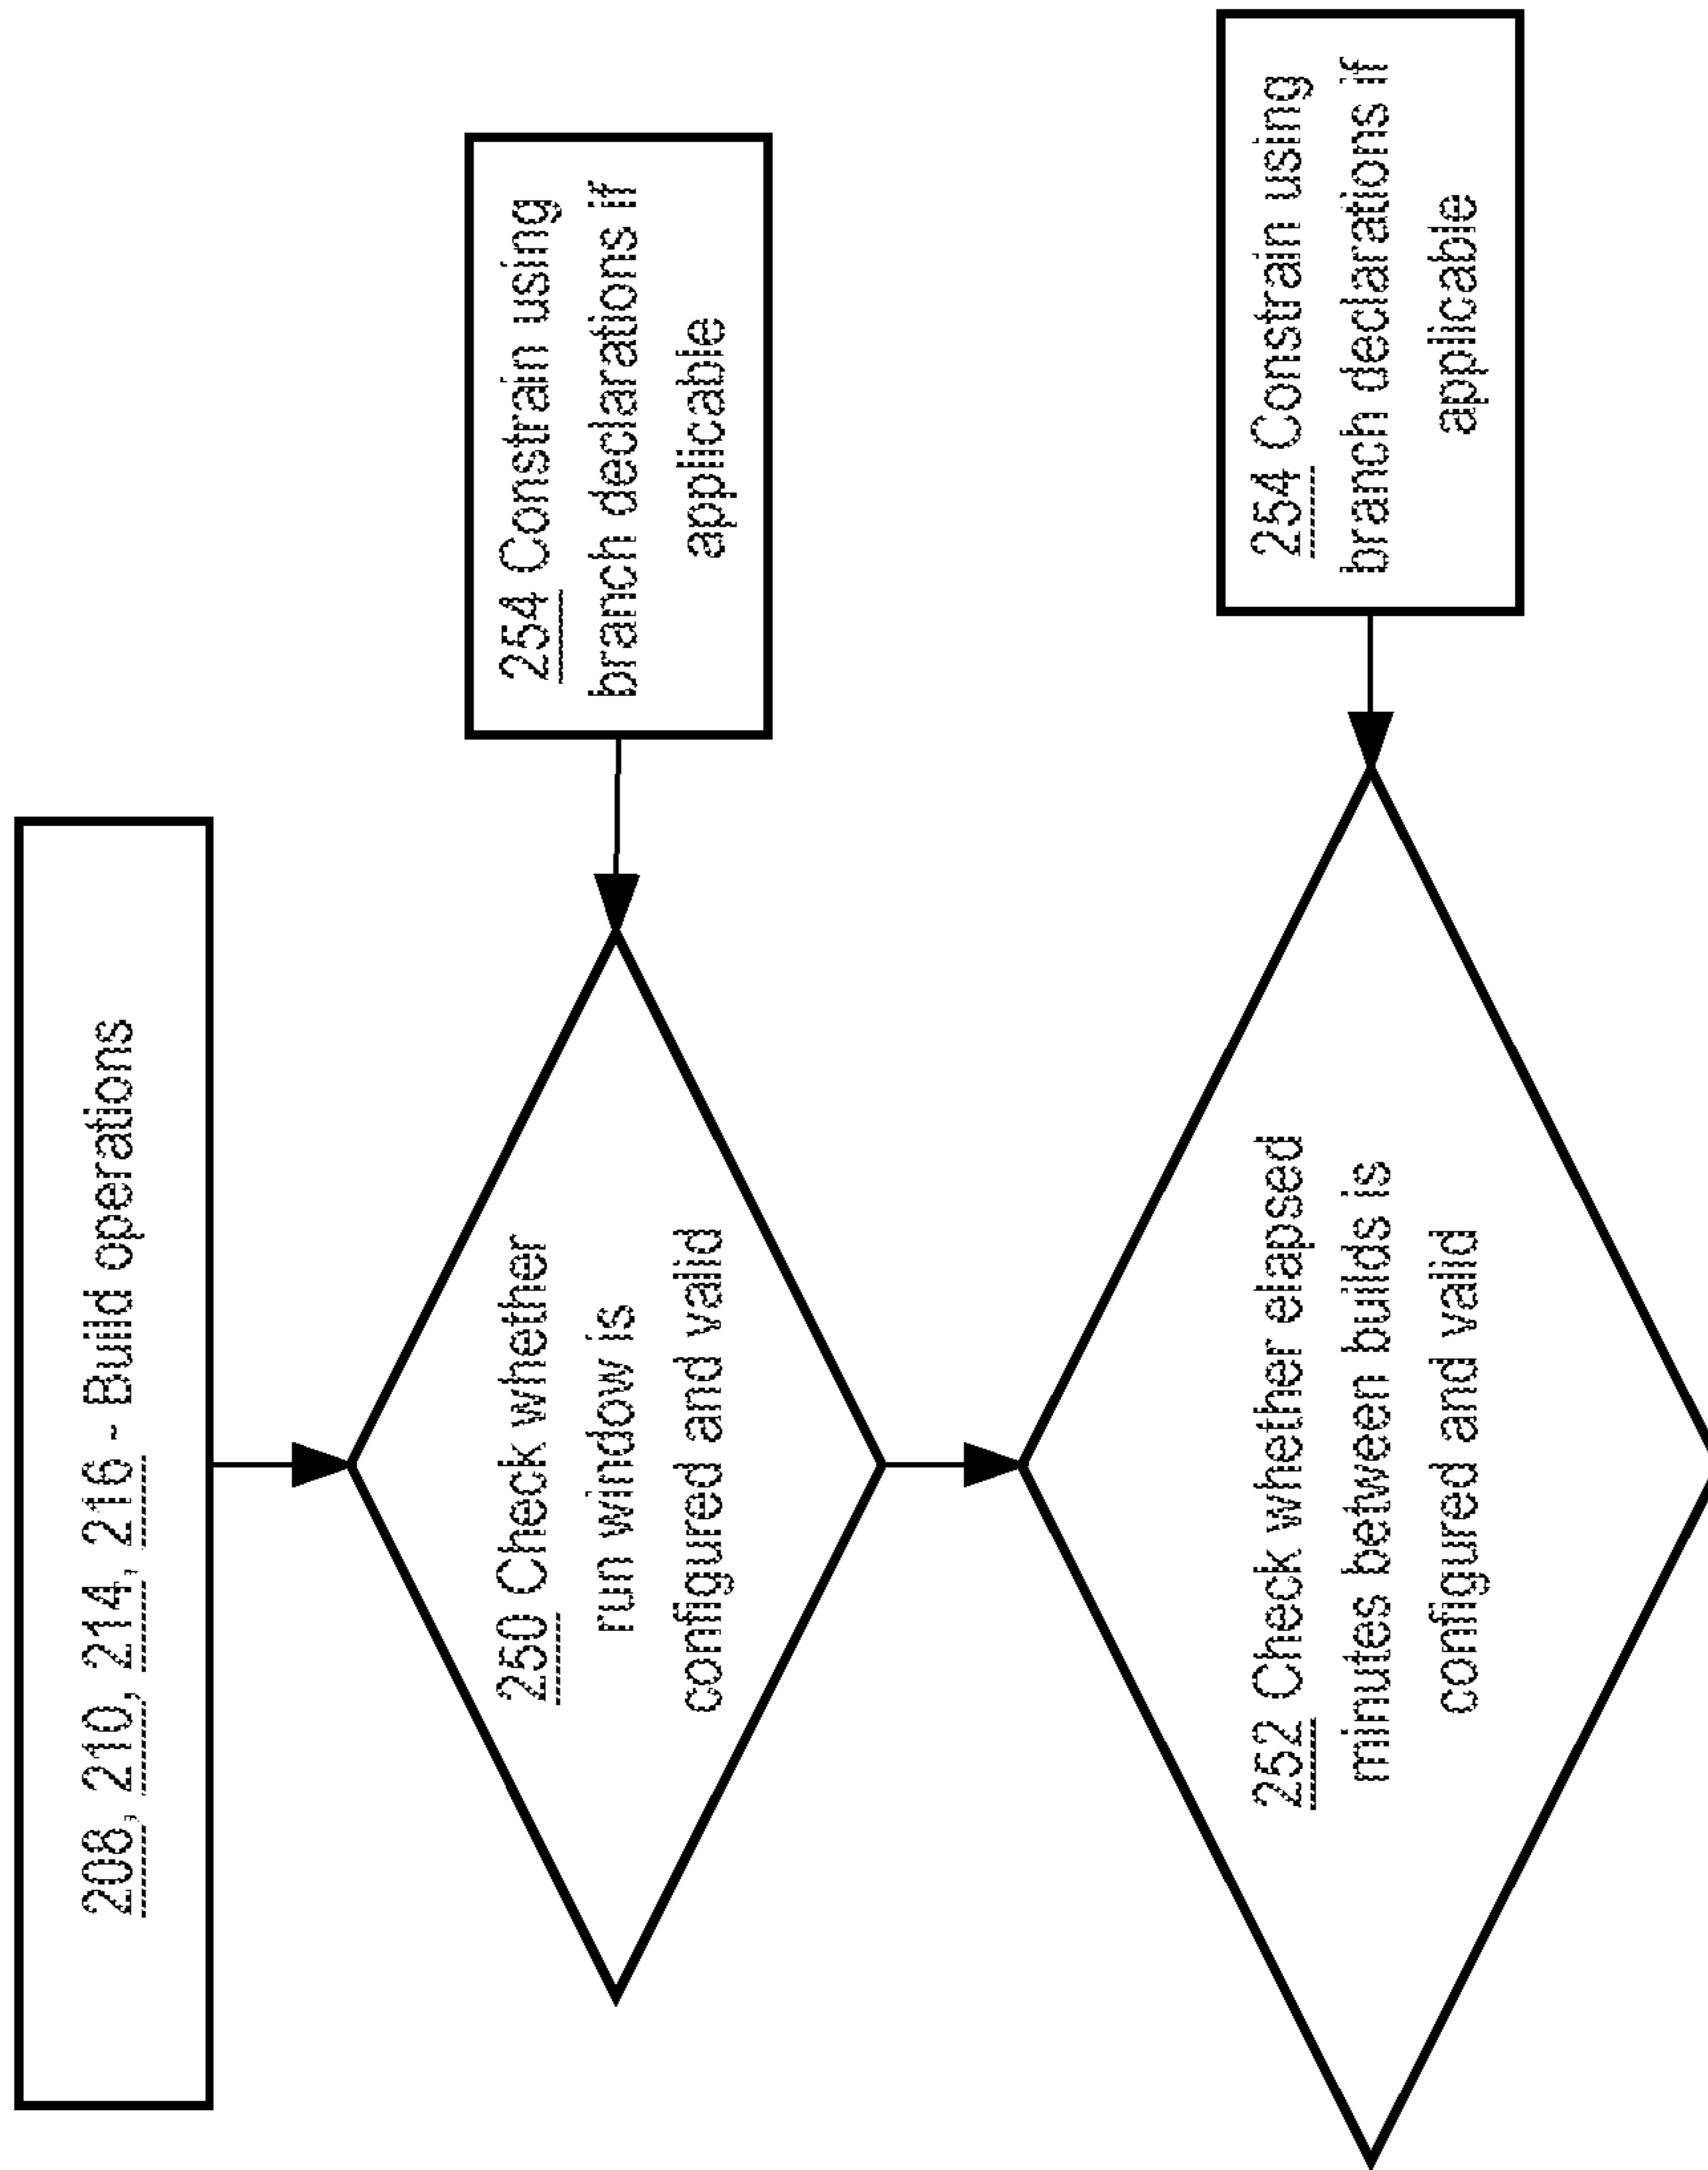 208, 210, 214, 216 - Build operations
250 Check whether
run window is
configured and valid
254 Constrain using
branch declarations if
applicable
252 Check whether elapsed
minutes between builds is
configured and valid
254 Constrain using
branch declarations if
applicable